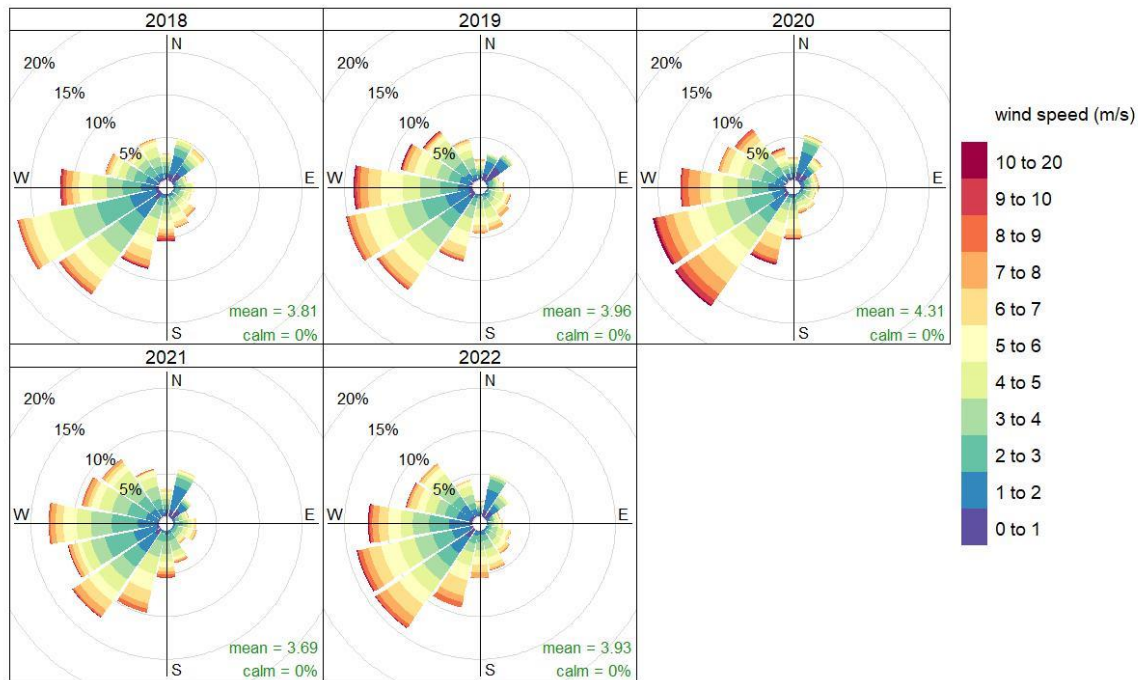 2018
N
20%
15%
10%
5%
W
E
S
mean = 3.81
calm = 0%
2019
N
20%
15%
10%
5%
W
E
S
mean = 3.96
calm = 0%
2020
N
20%
15%
10%
5%
W
E
S
mean = 4.31
calm = 0%
2021
N
20%
15%
10%
5%
W
E
S
mean = 3.69
calm = 0%
2022
N
20%
15%
10%
5%
W
E
S
mean = 3.93
calm = 0%
wind speed (m/s)
10 to 20
9 to 10
8 to 9
7 to 8
6 to 7
5 to 6
4 to 5
3 to 4
2 to 3
1 to 2
0 to 1